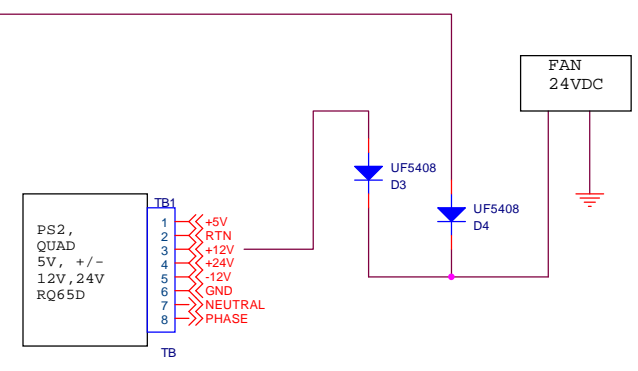 FAN
24VDC
UF5408
D3
UF5408
D4
TB1
PS2,
QUAD
5V, +/-
12V,24V
RQ65D
1 +5V
2 RTN
3 +12V
4 +24V
5 -12V
6 GND
7 NEUTRAL
8 PHASE
TB